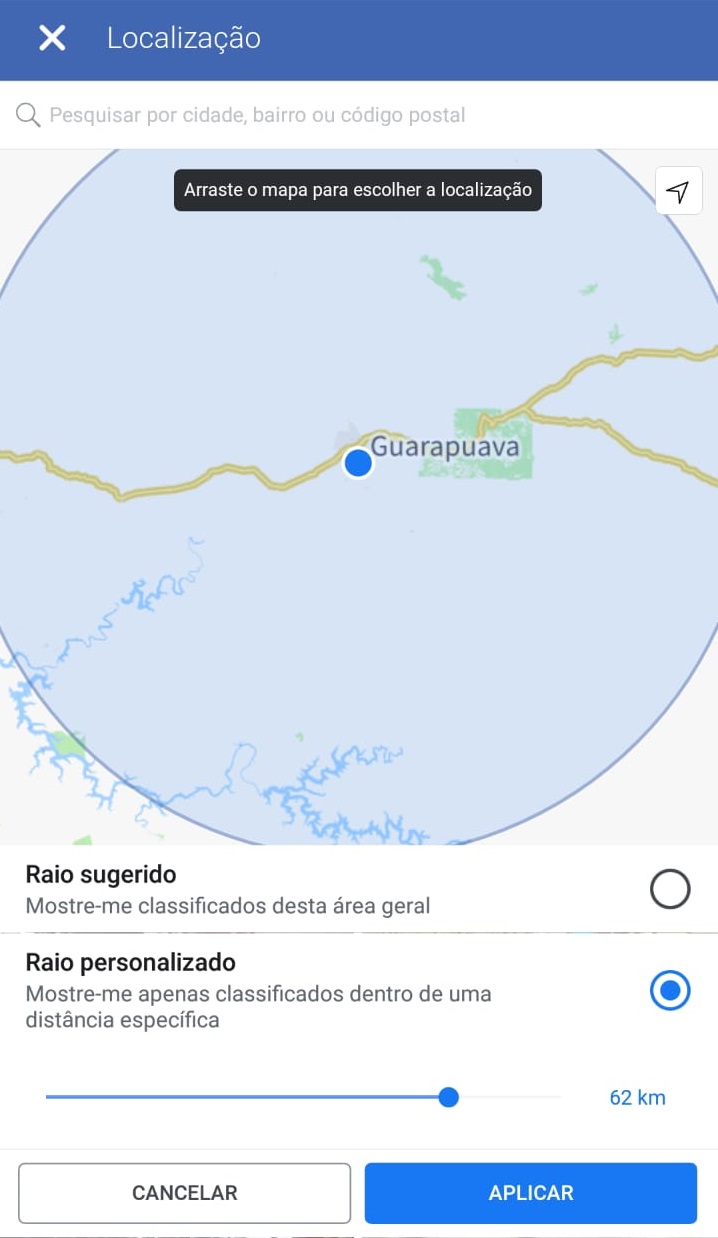 Localização
Pesquisar por cidade, bairro ou código postal
Arraste o mapa para escolher a localização
Guarapuava
Raio sugerido
Mostre-me classificados desta área geral
Raio personalizado
Mostre-me apenas classificados dentro de uma
distância específica
62 km
CANCELAR
APLICAR